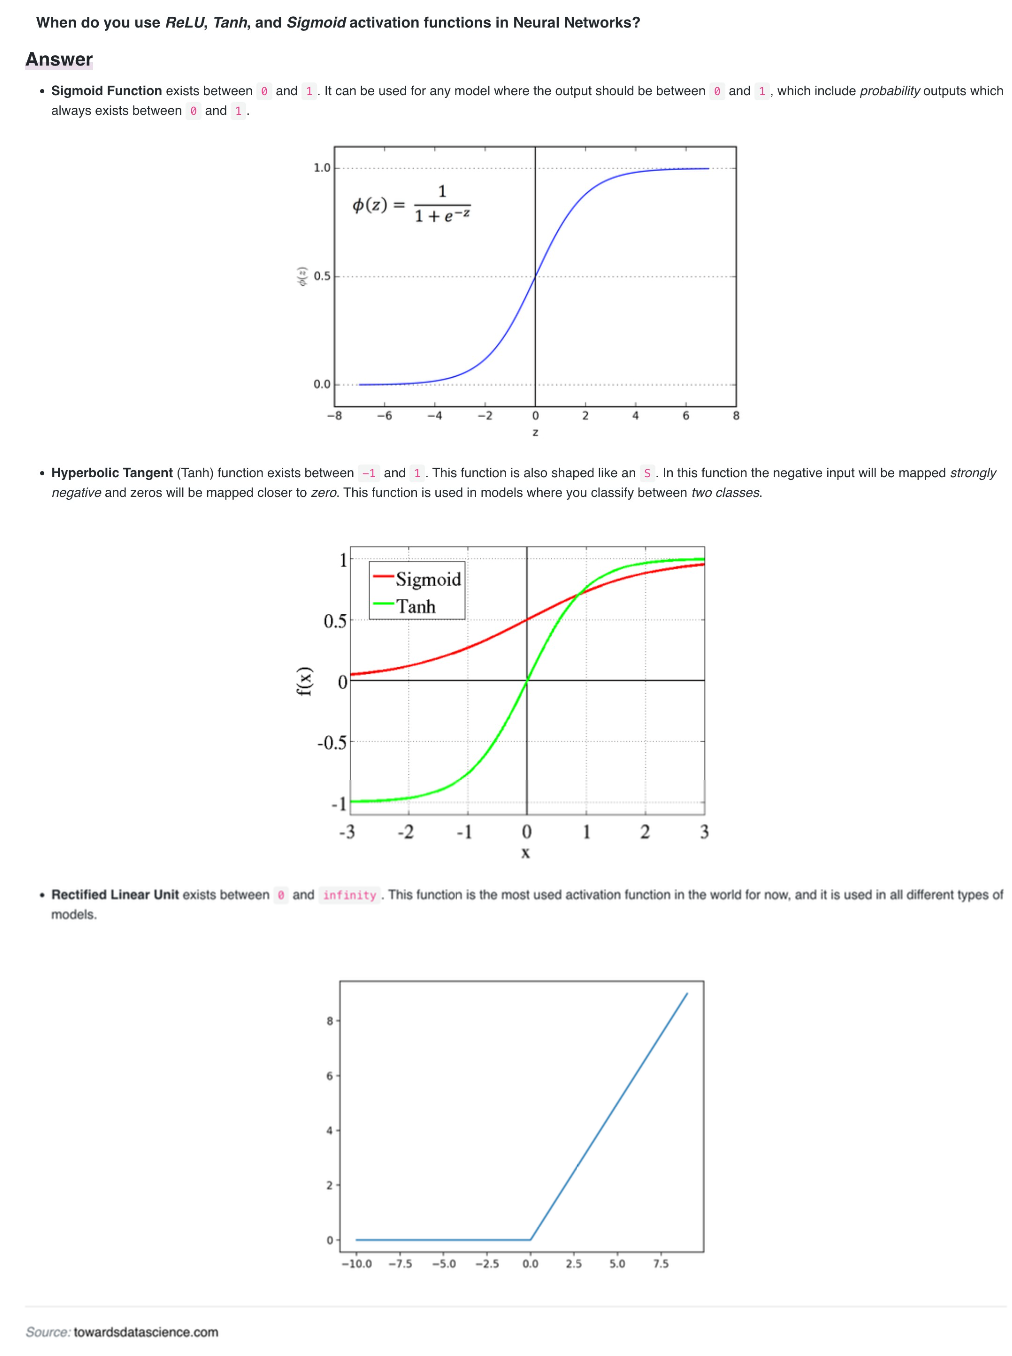 When do you use ReLU, Tanh, and Sigmoid activation functions in Neural Networks?
Answer
• Sigmoid Function exists between 0 and 1 . It can be used for any model where the output should be between 0 and 1 , which include probability outputs which
always exists between 0 and 1 .
1.0
ϕ(z) = 1 / (1 + e^−z)
ϕ(z)
0.5
0.0
−8 −6 −4 −2 0 2 4 6 8
z
• Hyperbolic Tangent (Tanh) function exists between -1 and 1 . This function is also shaped like an S . In this function the negative input will be mapped strongly
negative and zeros will be mapped closer to zero. This function is used in models where you classify between two classes.
1
Sigmoid
Tanh
0.5
f(x)
0
-0.5
-1
-3 -2 -1 0 1 2 3
x
• Rectified Linear Unit exists between 0 and infinity . This function is the most used activation function in the world for now, and it is used in all different types of
models.
8
6
4
2
0
−10.0 −7.5 −5.0 −2.5 0.0 2.5 5.0 7.5
Source: towardsdatascience.com